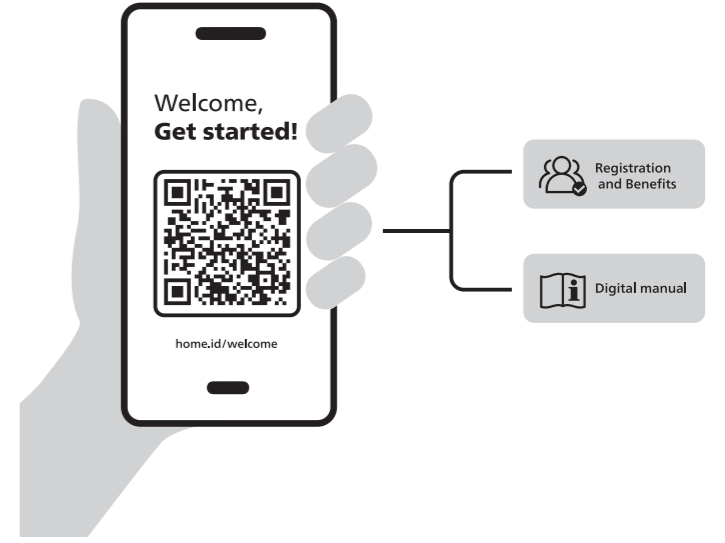 Welcome,
Get started!
home.id/welcome
Registration
and Benefits
Digital manual